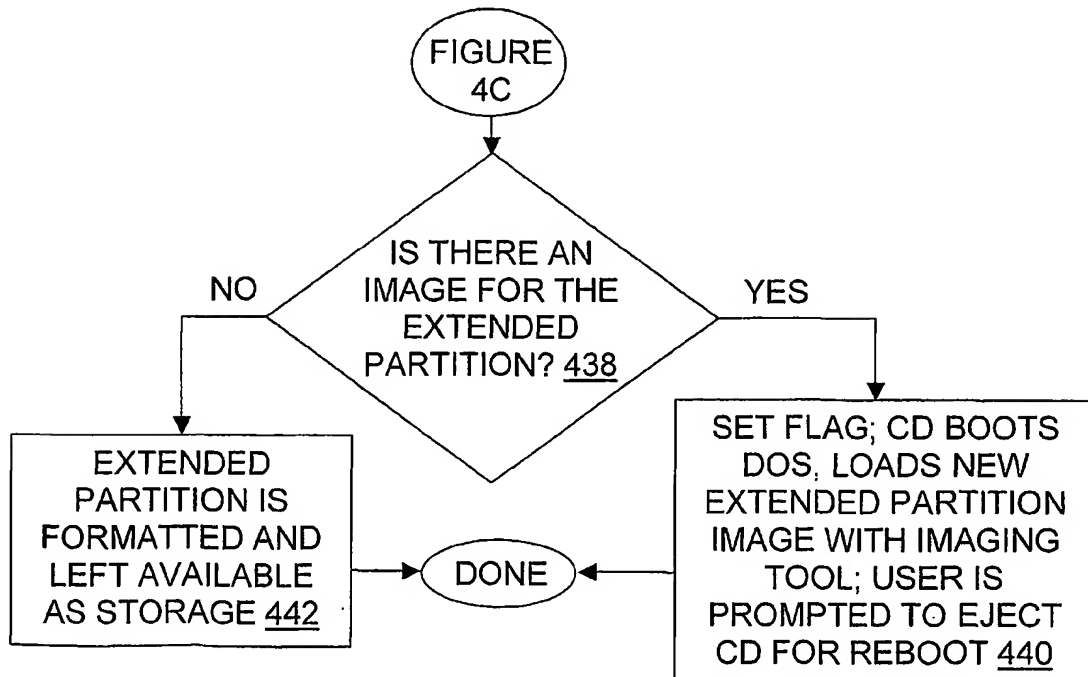 FIGURE
4C
IS THERE AN
IMAGE FOR THE
EXTENDED
PARTITION? 438
NO
YES
EXTENDED
PARTITION IS
FORMATTED AND
LEFT AVAILABLE
AS STORAGE 442
DONE
SET FLAG; CD BOOTS
DOS, LOADS NEW
EXTENDED PARTITION
IMAGE WITH IMAGING
TOOL; USER IS
PROMPTED TO EJECT
CD FOR REBOOT 440